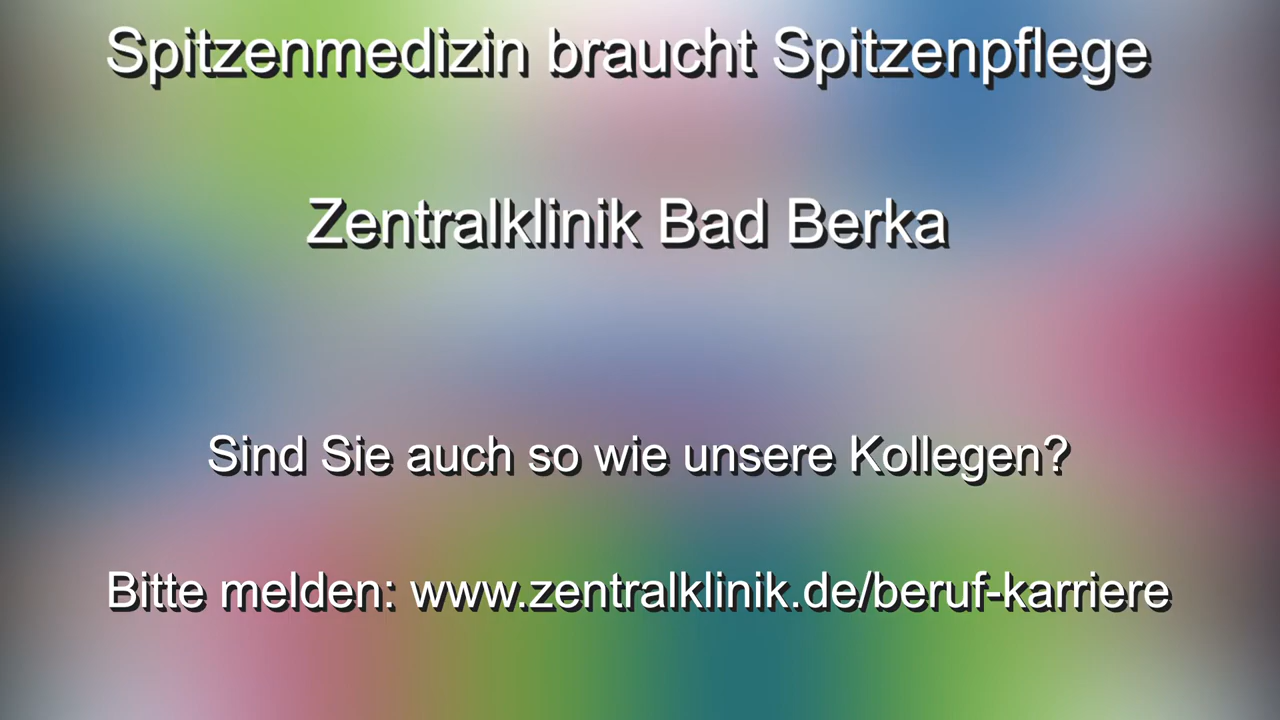 Spitzenmedizin braucht Spitzenpflege
Zentralklinik Bad Berka
Sind Sie auch so wie unsere Kollegen?
Bitte melden: www.zentralklinik.de/beruf-karriere